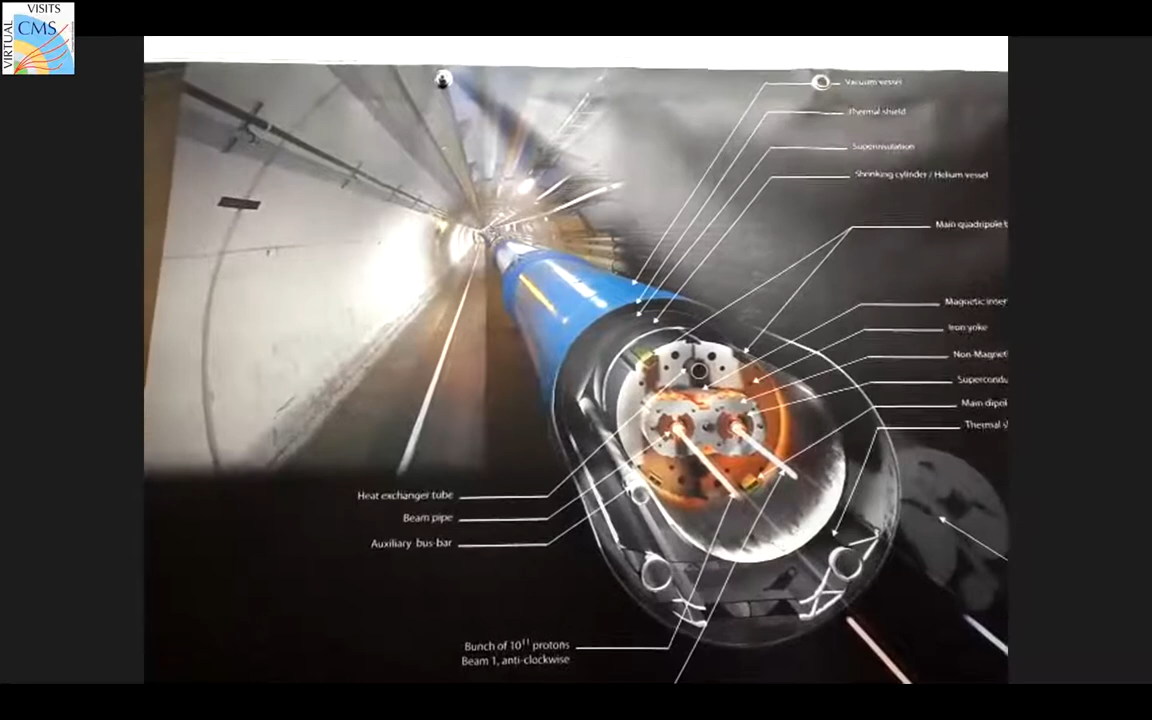 VIRTUAL
VISITS
CMS
Vacuum vessel
Thermal shield
Superinsulation
Shrinking cylinder / Helium vessel
Main quadripole b
Magnetic inser
Iron yoke
Non-Magnet
Supercondu
Main dipol
Thermal s
Heat exchanger tube
Beam pipe
Auxiliary bus-bar
Bunch of 10¹¹ protons
Beam 1, anti-clockwise